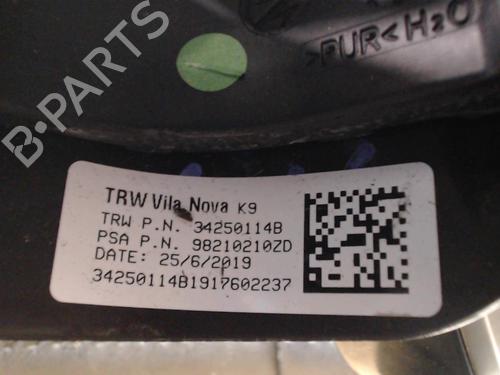 >PUR<H₂O
B-PARTS
TRW Vila Nova K9
TRW P.N. 34250114B
PSA P.N. 98210210ZD
DATE: 25/6/2019
34250114B1917602237